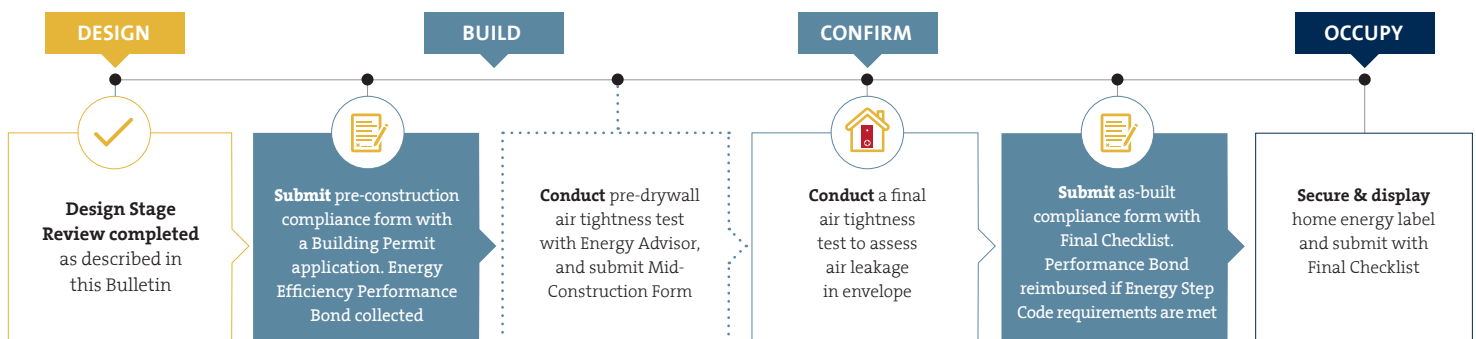 DESIGN
BUILD
CONFIRM
OCCUPY
Design Stage
Review completed
as described in
this Bulletin
Submit pre-construction
compliance form with
a Building Permit
application. Energy
Efficiency Performance
Bond collected
Conduct pre-drywall
air tightness test
with Energy Advisor,
and submit Mid-
Construction Form
Conduct a final
air tightness
test to assess
air leakage
in envelope
Submit as-built
compliance form with
Final Checklist.
Performance Bond
reimbursed if Energy Step
Code requirements are met
Secure & display
home energy label
and submit with
Final Checklist